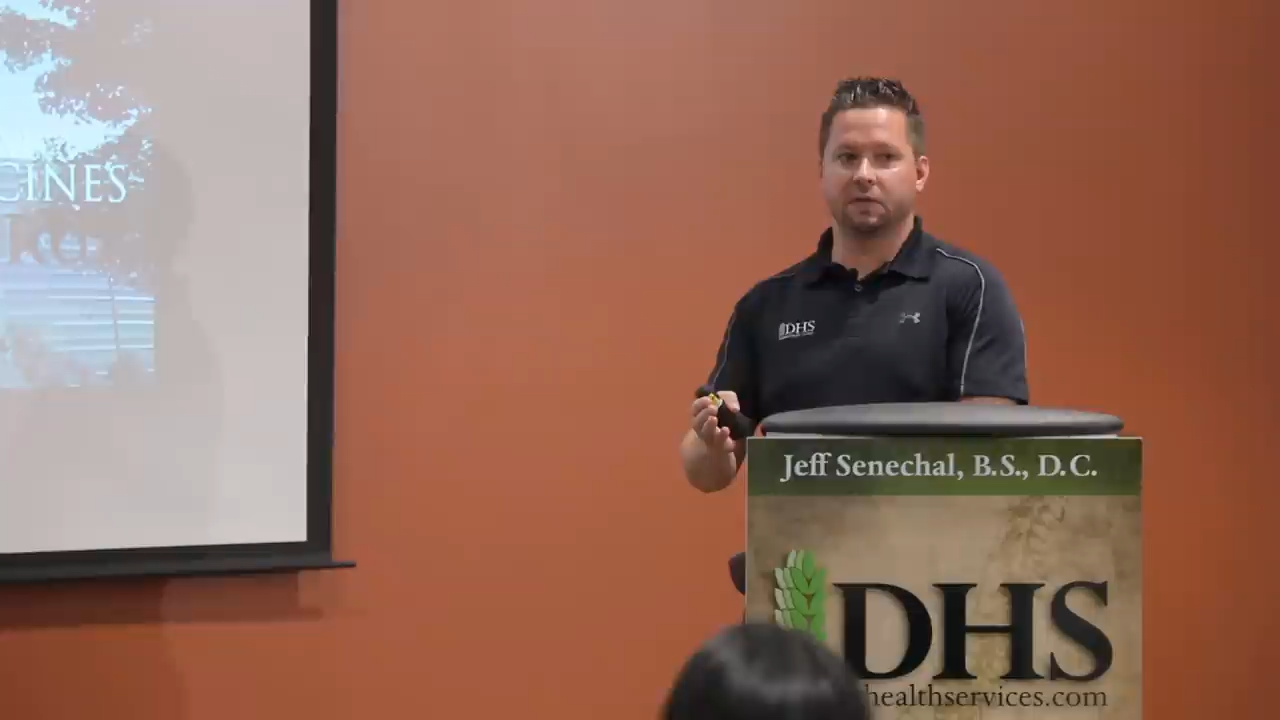 CINES
DHS
Jeff Senechal, B.S., D.C.
DHS
healthservices.com